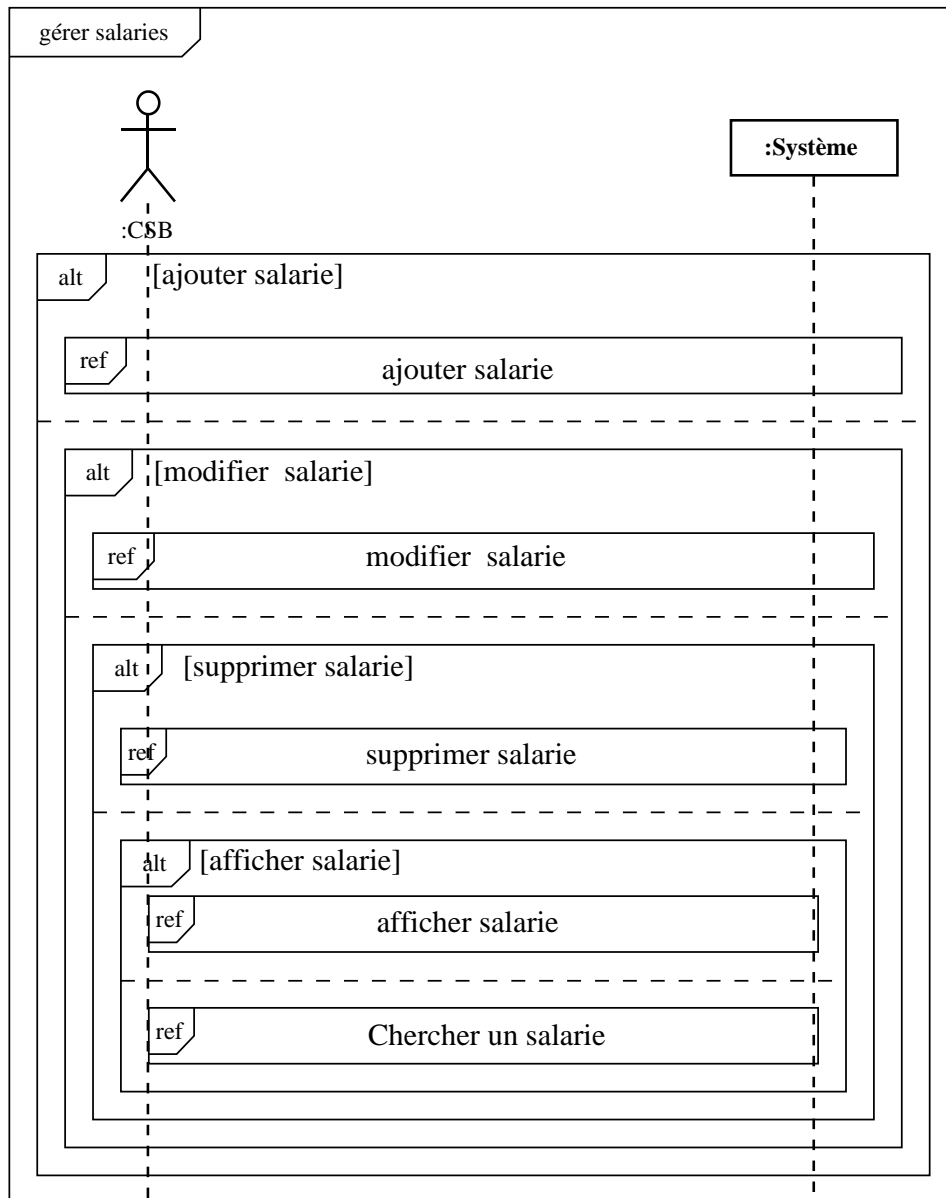 gérer salaries
:Système
:CSB
alt [ajouter salarie]
ref ajouter salarie
alt [modifier salarie]
ref modifier salarie
alt [supprimer salarie]
ref supprimer salarie
alt [afficher salarie]
ref afficher salarie
ref Chercher un salarie